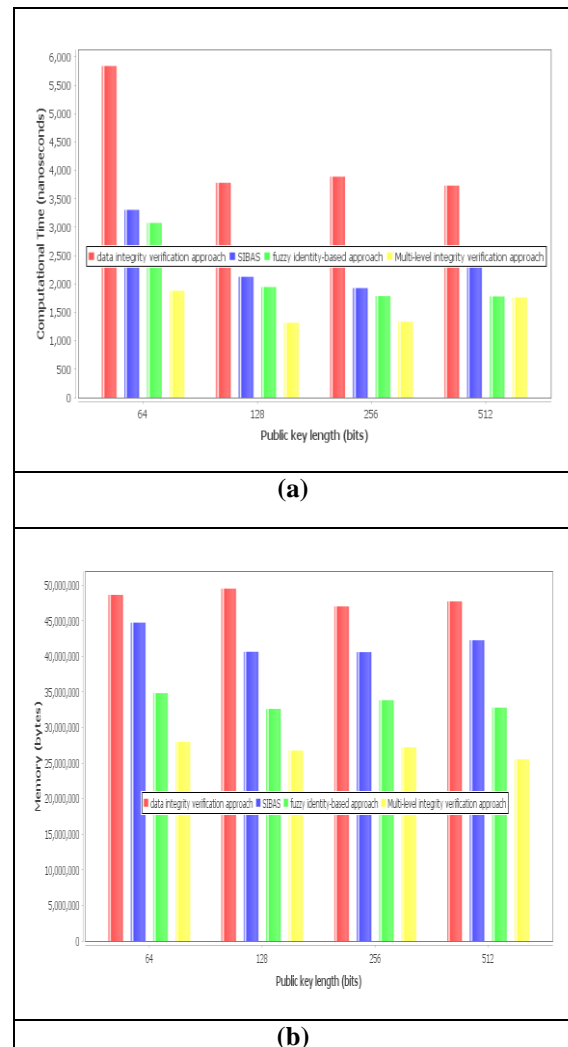 6,000
5,500
5,000
4,500
4,000
3,500
3,000
2,500
2,000
1,500
1,000
500
0
Computational Time (nanoseconds)
data integrity verification approach SIBAS fuzzy identity-based approach Multi-level integrity verification approach
64 128 256 512
Public key length (bits)
(a)
50,000,000
45,000,000
40,000,000
35,000,000
30,000,000
25,000,000
20,000,000
15,000,000
10,000,000
5,000,000
0
Memory (bytes)
data integrity verification approach SIBAS fuzzy identity-based approach Multi-level integrity verification approach
64 128 256 512
Public key length (bits)
(b)